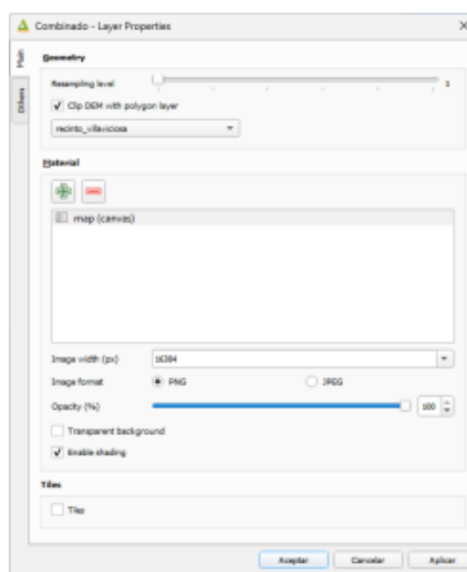 Combinado - Layer Properties
Main
Others
Geometry
Resampling level 1
Clip DEM with polygon layer
recinto_villaviciosa
Material
map (canvas)
Image width (px) 16384
Image format PNG JPEG
Opacity (%) 100
Transparent background
Enable shading
Tiles
Tiles
Aceptar Cancelar Aplicar